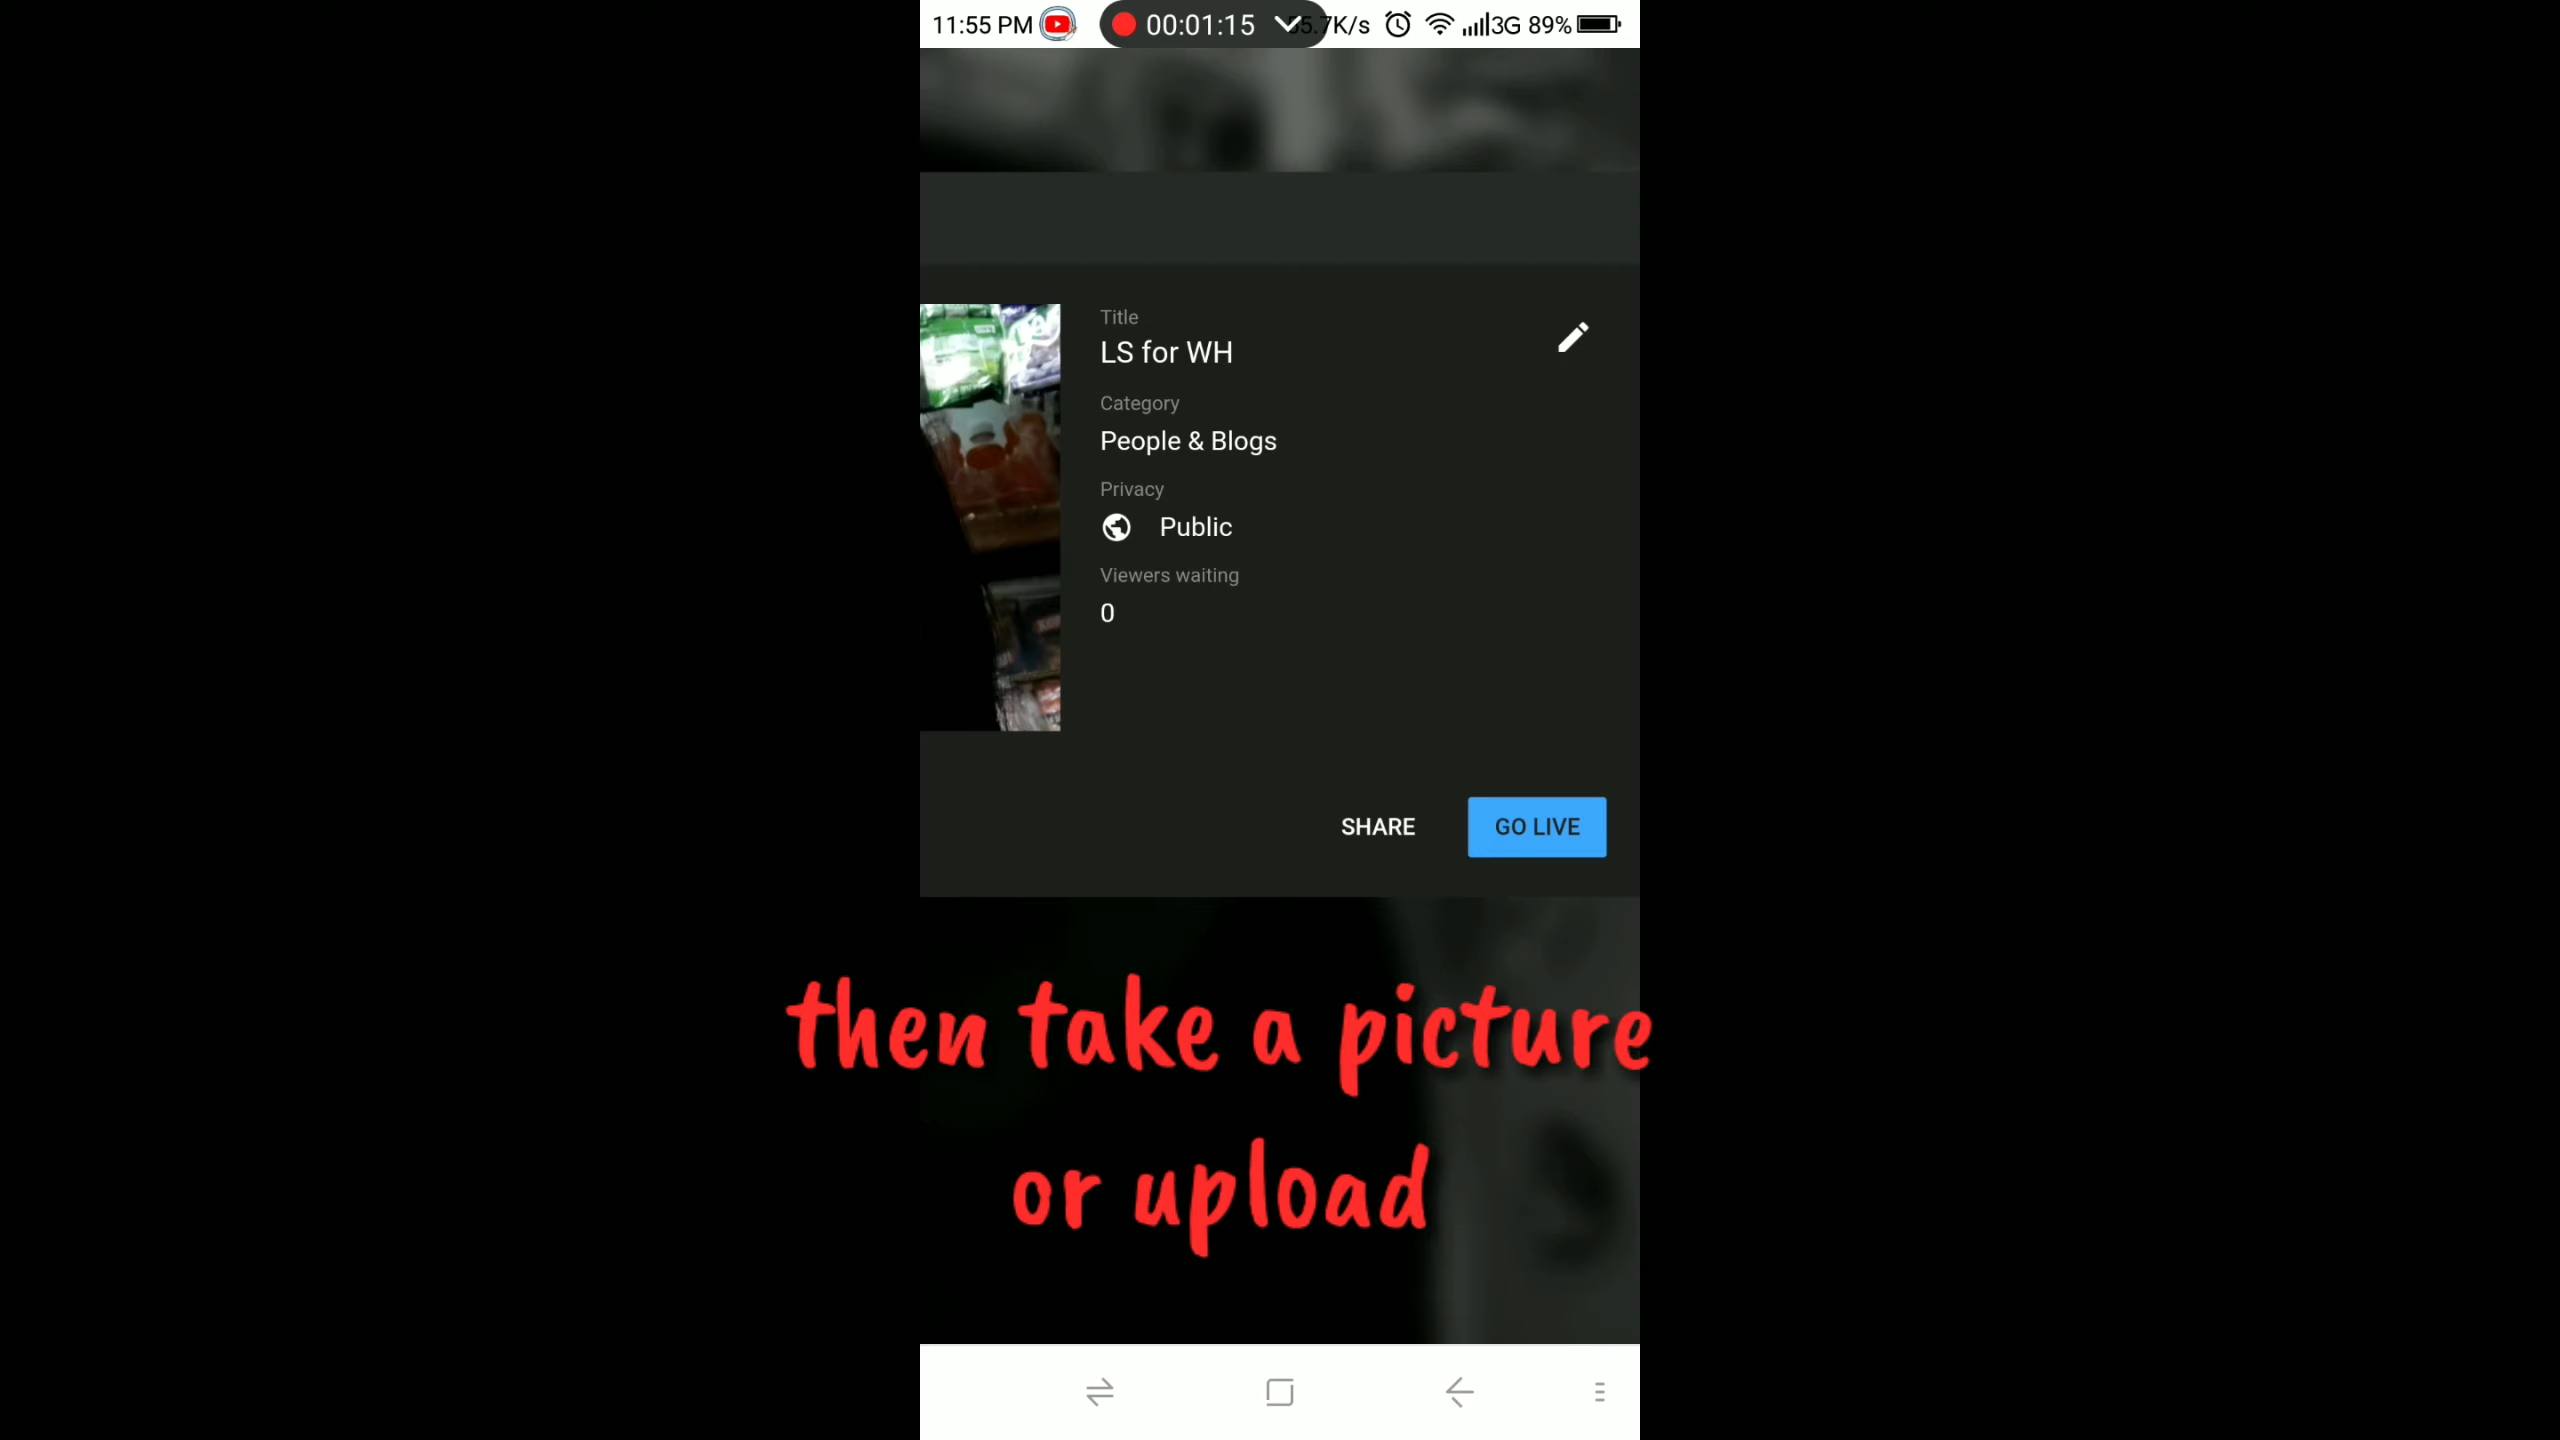 11:55 PM 00:01:15 7K/s 3G 89%
Title
LS for WH
Category
People & Blogs
Privacy
Public
Viewers waiting
0
SHARE GO LIVE
then take a picture
or upload